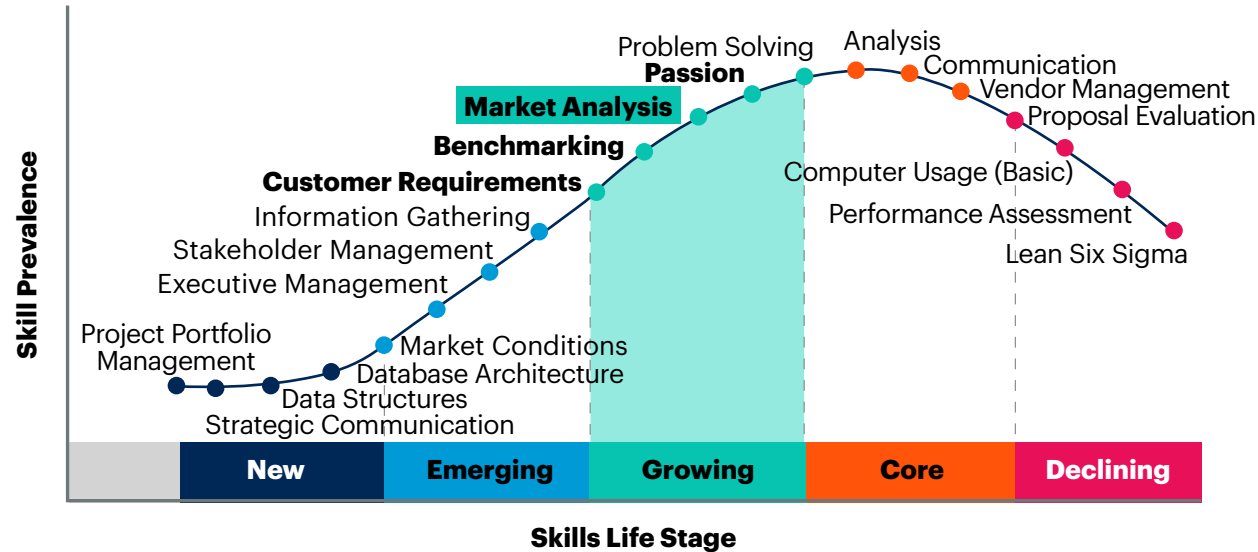 Problem Solving
Analysis
Passion
Communication
Market Analysis
Vendor Management
Proposal Evaluation
Benchmarking
Computer Usage (Basic)
Customer Requirements
Performance Assessment
Information Gathering
Stakeholder Management
Lean Six Sigma
Executive Management
Project Portfolio
Management
Market Conditions
Database Architecture
Data Structures
Strategic Communication
Skill Prevalence
New
Emerging
Growing
Core
Declining
Skills Life Stage